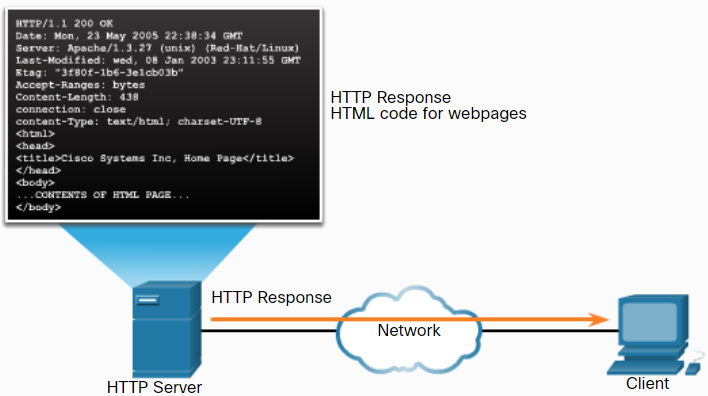 HTTP/1.1 200 OK
Date: Mon, 23 May 2005 22:38:34 GMT
Server: Apache/1.3.27 (unix) (Red-Hat/Linux)
Last-Modified: wed, 08 Jan 2003 23:11:55 GMT
Etag: "3f80f-1b6-3e1cb03b"
Accept-Ranges: bytes
Content-Length: 438
connection: close
content-Type: text/html; charset-UTF-8
<html>
<head>
<title>Cisco Systems Inc, Home Page</title>
</head>
<body>
...CONTENTS OF HTML PAGE...
</body>
HTTP Response
HTML code for webpages
HTTP Response
Network
HTTP Server
Client